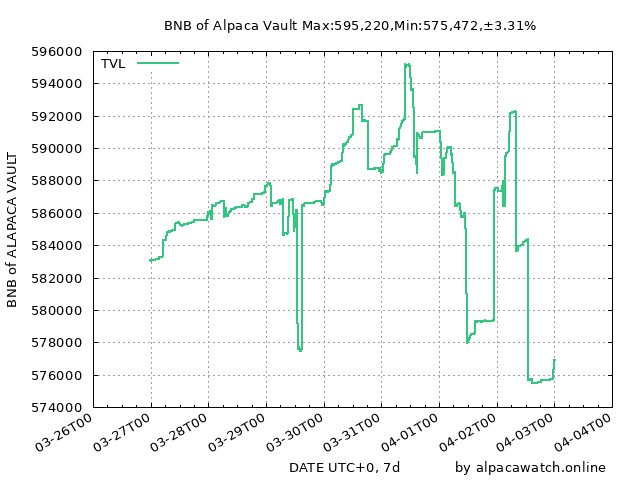 BNB of Alpaca Vault Max:595,220,Min:575,472,±3.31%
TVL
596000
594000
592000
590000
588000
586000
584000
582000
580000
578000
576000
574000
BNB of ALAPACA VAULT
03-26T00
03-27T00
03-28T00
03-29T00
03-30T00
03-31T00
04-01T00
04-02T00
04-03T00
04-04T00
DATE UTC+0, 7d
by alpacawatch.online